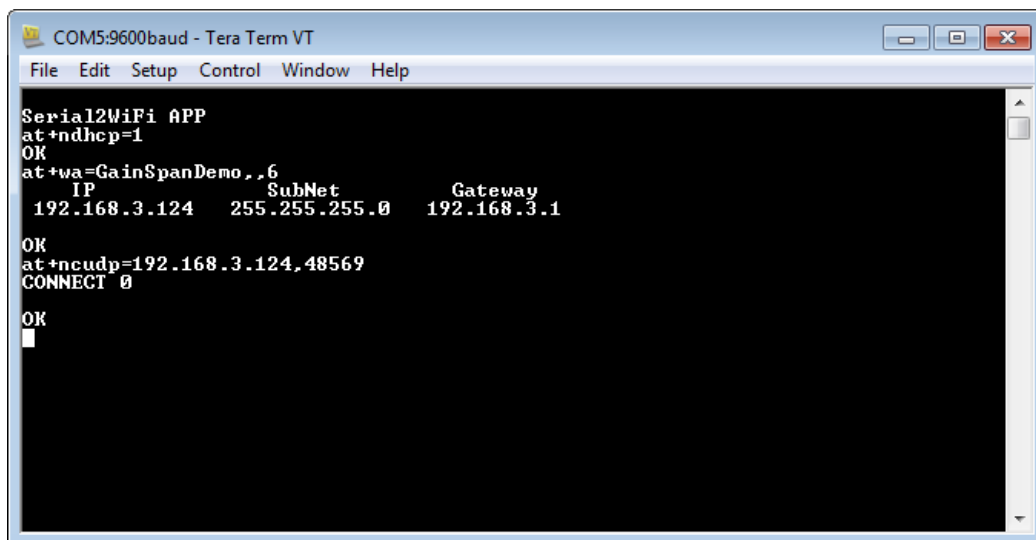 COM5:9600baud - Tera Term VT
File Edit Setup Control Window Help
Serial2WiFi APP
at+ndhcp=1
OK
at+wa=GainSpanDemo,,6
IP SubNet Gateway
192.168.3.124 255.255.255.0 192.168.3.1
OK
at+ncudp=192.168.3.124,48569
CONNECT 0
OK